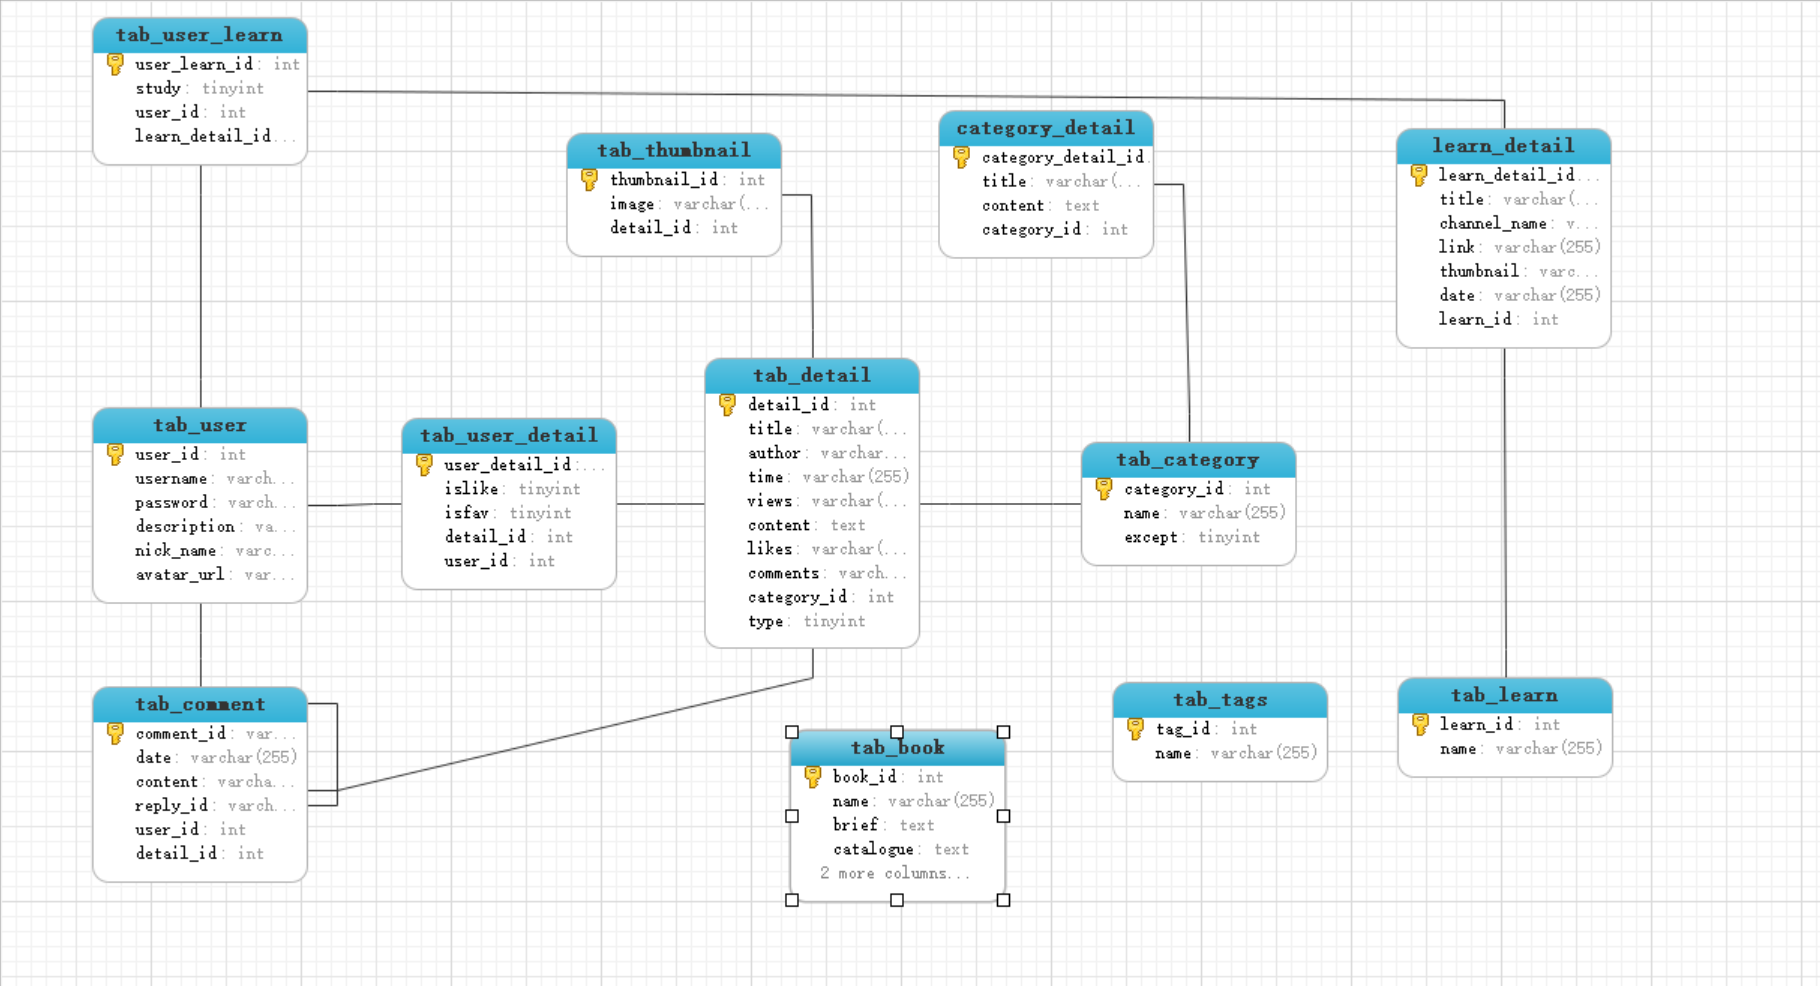 tab_user_learn
user_learn_id: int
study: tinyint
user_id: int
learn_detail_id...
tab_thumbnail
thumbnail_id: int
image: varchar(...
detail_id: int
category_detail
category_detail_id.
title: varchar(...
content: text
category_id: int
learn_detail
learn_detail_id...
title: varchar(...
channel_name: v...
link: varchar(255)
thumbnail: varc...
date: varchar(255)
learn_id: int
tab_user
user_id: int
username: varch...
password: varch...
description: va...
nick_name: varc...
avatar_url: var...
tab_user_detail
user_detail_id:...
islike: tinyint
isfav: tinyint
detail_id: int
user_id: int
tab_detail
detail_id: int
title: varchar(...
author: varchar...
time: varchar(255)
views: varchar(...
content: text
likes: varchar(...
comments: varch...
category_id: int
type: tinyint
tab_category
category_id: int
name: varchar(255)
except: tinyint
tab_comment
comment_id: var...
date: varchar(255)
content: varcha...
reply_id: varch...
user_id: int
detail_id: int
tab_book
book_id: int
name: varchar(255)
brief: text
catalogue: text
2 more columns...
tab_tags
tag_id: int
name: varchar(255)
tab_learn
learn_id: int
name: varchar(255)